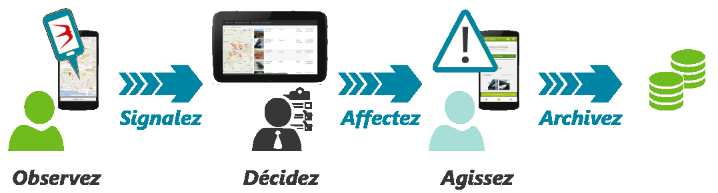 Signalez
Affectez
Archivez
Observez
Décidez
Agissez